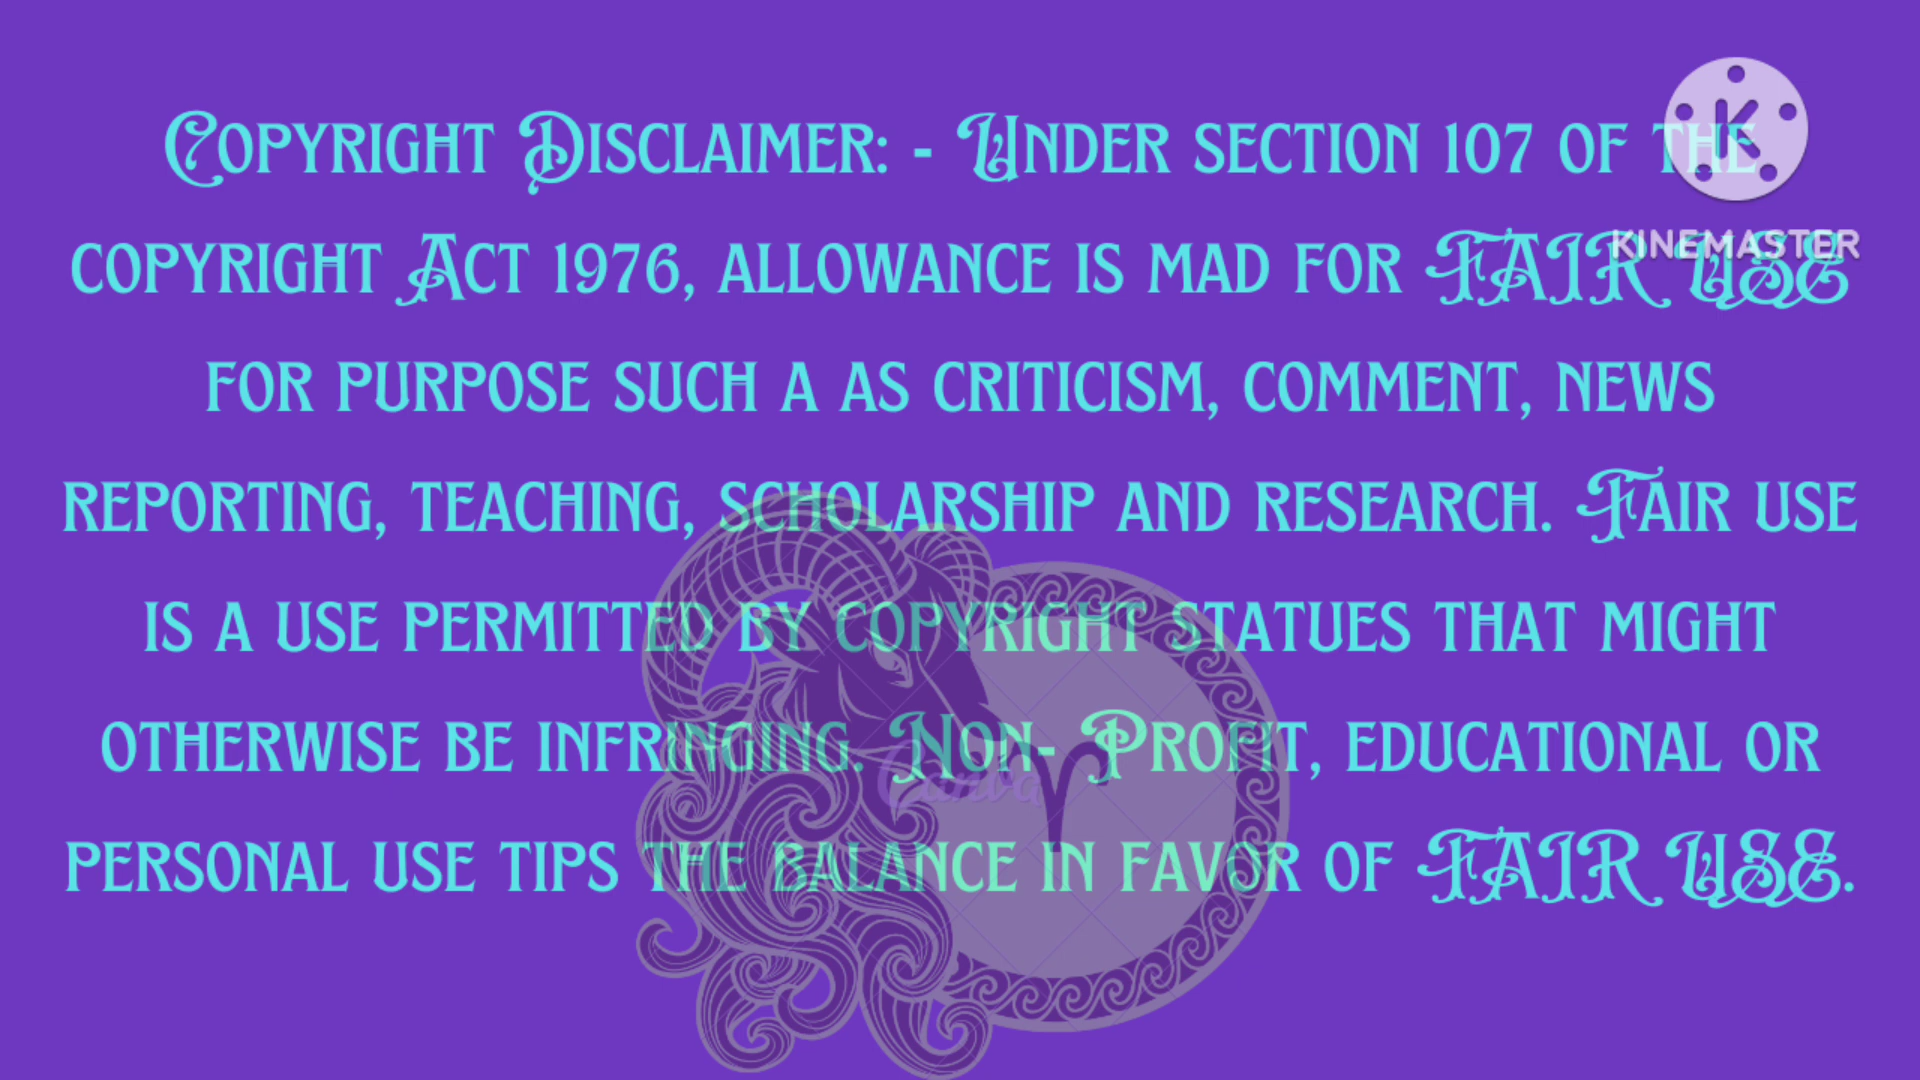 Copyright Disclaimer: - Under section 107 of the
copyright Act 1976, allowance is mad for FAIR USE
for purpose such a as criticism, comment, news
reporting, teaching, scholarship and research. Fair use
is a use permitted by copyright statues that might
otherwise be infringing. Non- Profit, educational or
personal use tips the balance in favor of FAIR USE.
K
KINEMASTER
Canva